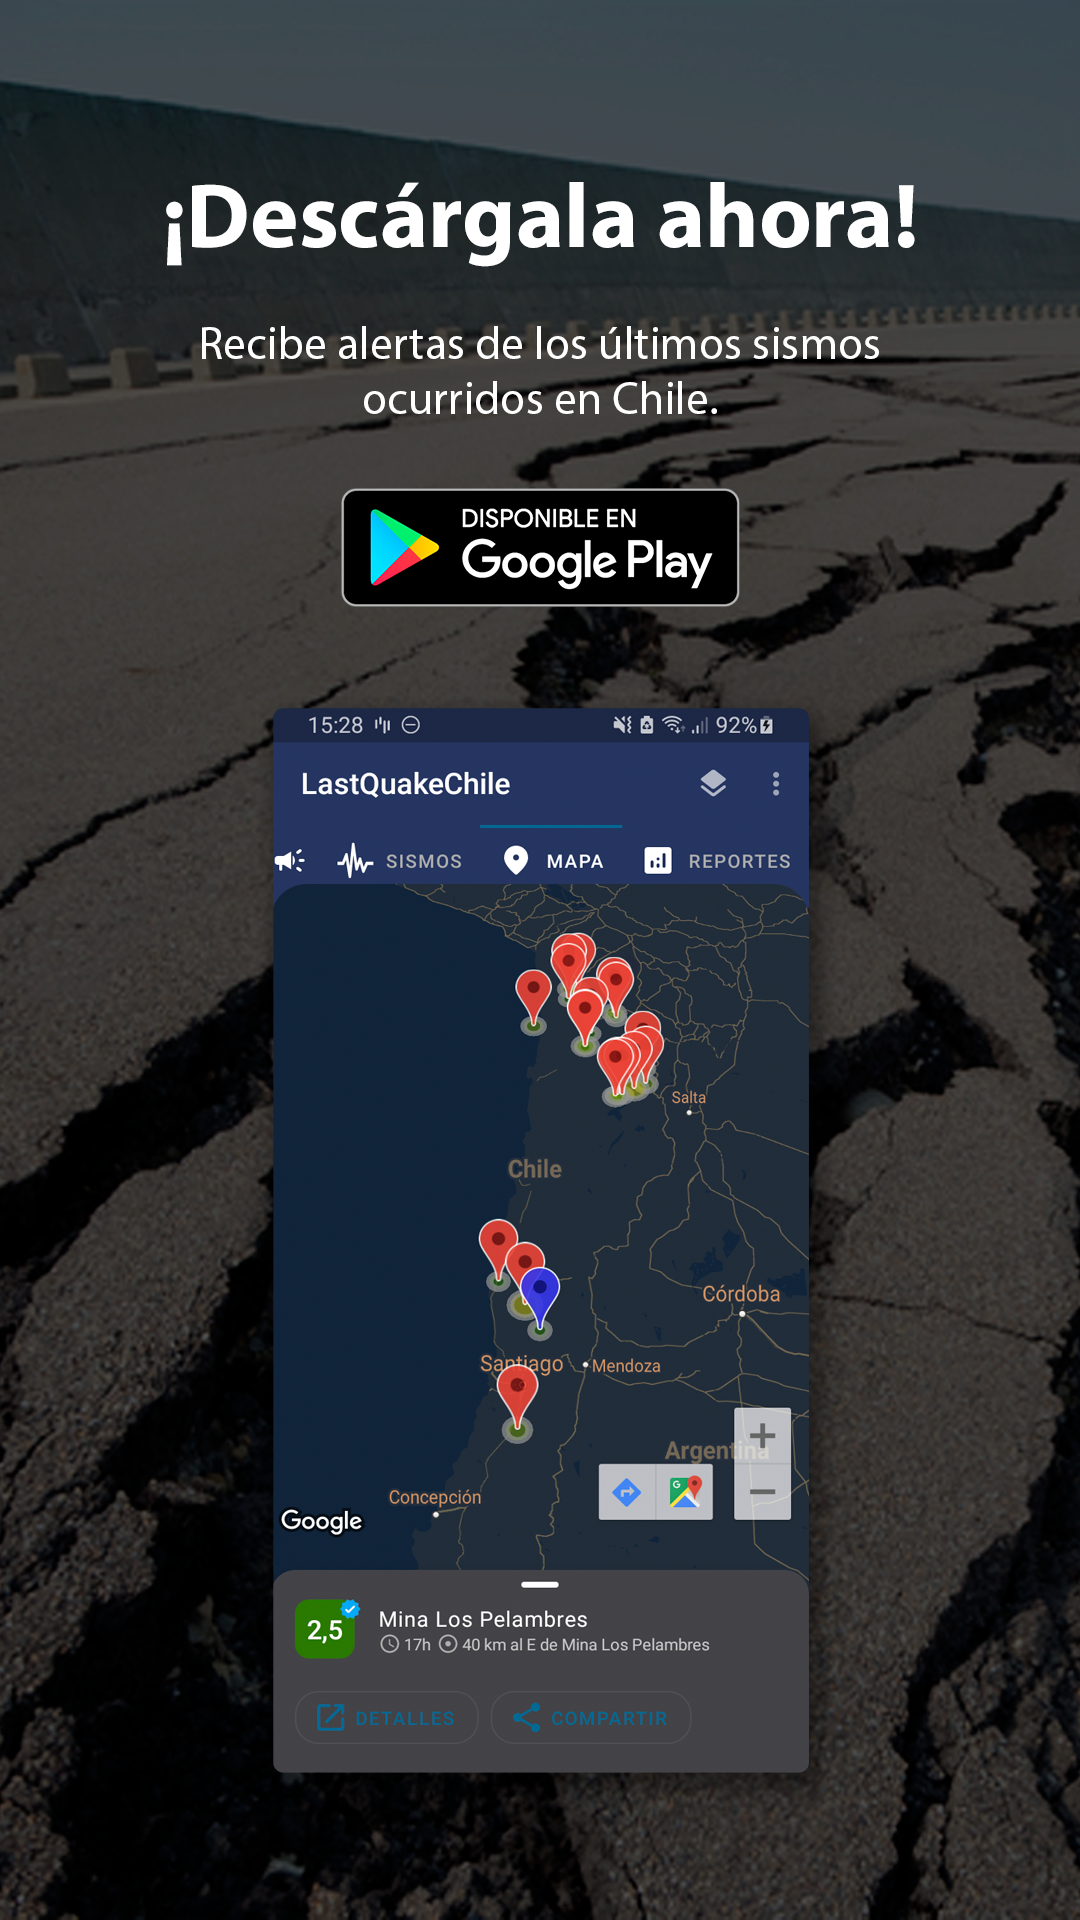 ¡Descárgala ahora!
Recibe alertas de los últimos sismos
ocurridos en Chile.
DISPONIBLE EN
Google Play
15:28 92%
LastQuakeChile
SISMOS MAPA REPORTES
Salta
Chile
Córdoba
Santiago Mendoza
Argentina
Concepción
Google
2,5 Mina Los Pelambres
17h 40 km al E de Mina Los Pelambres
DETALLES COMPARTIR